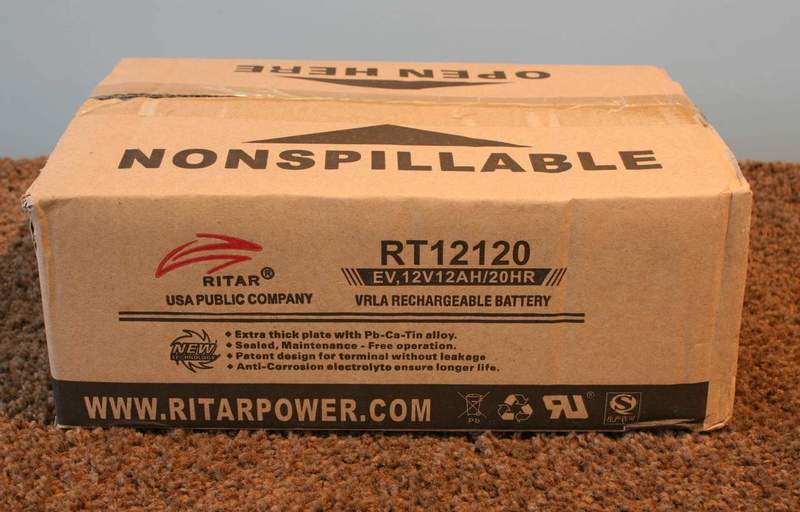 OPEN HERE
NONSPILLABLE
RITAR®
USA PUBLIC COMPANY
RT12120
EV,12V12AH/20HR
VRLA RECHARGEABLE BATTERY
NEW
TECHNOLOGY
Extra thick plate with Pb-Ca-Tin alloy.
Sealed, Maintenance - Free operation.
Patent design for terminal without leakage
Anti-Corrosion electrolyte ensure longer life.
WWW.RITARPOWER.COM
Pb